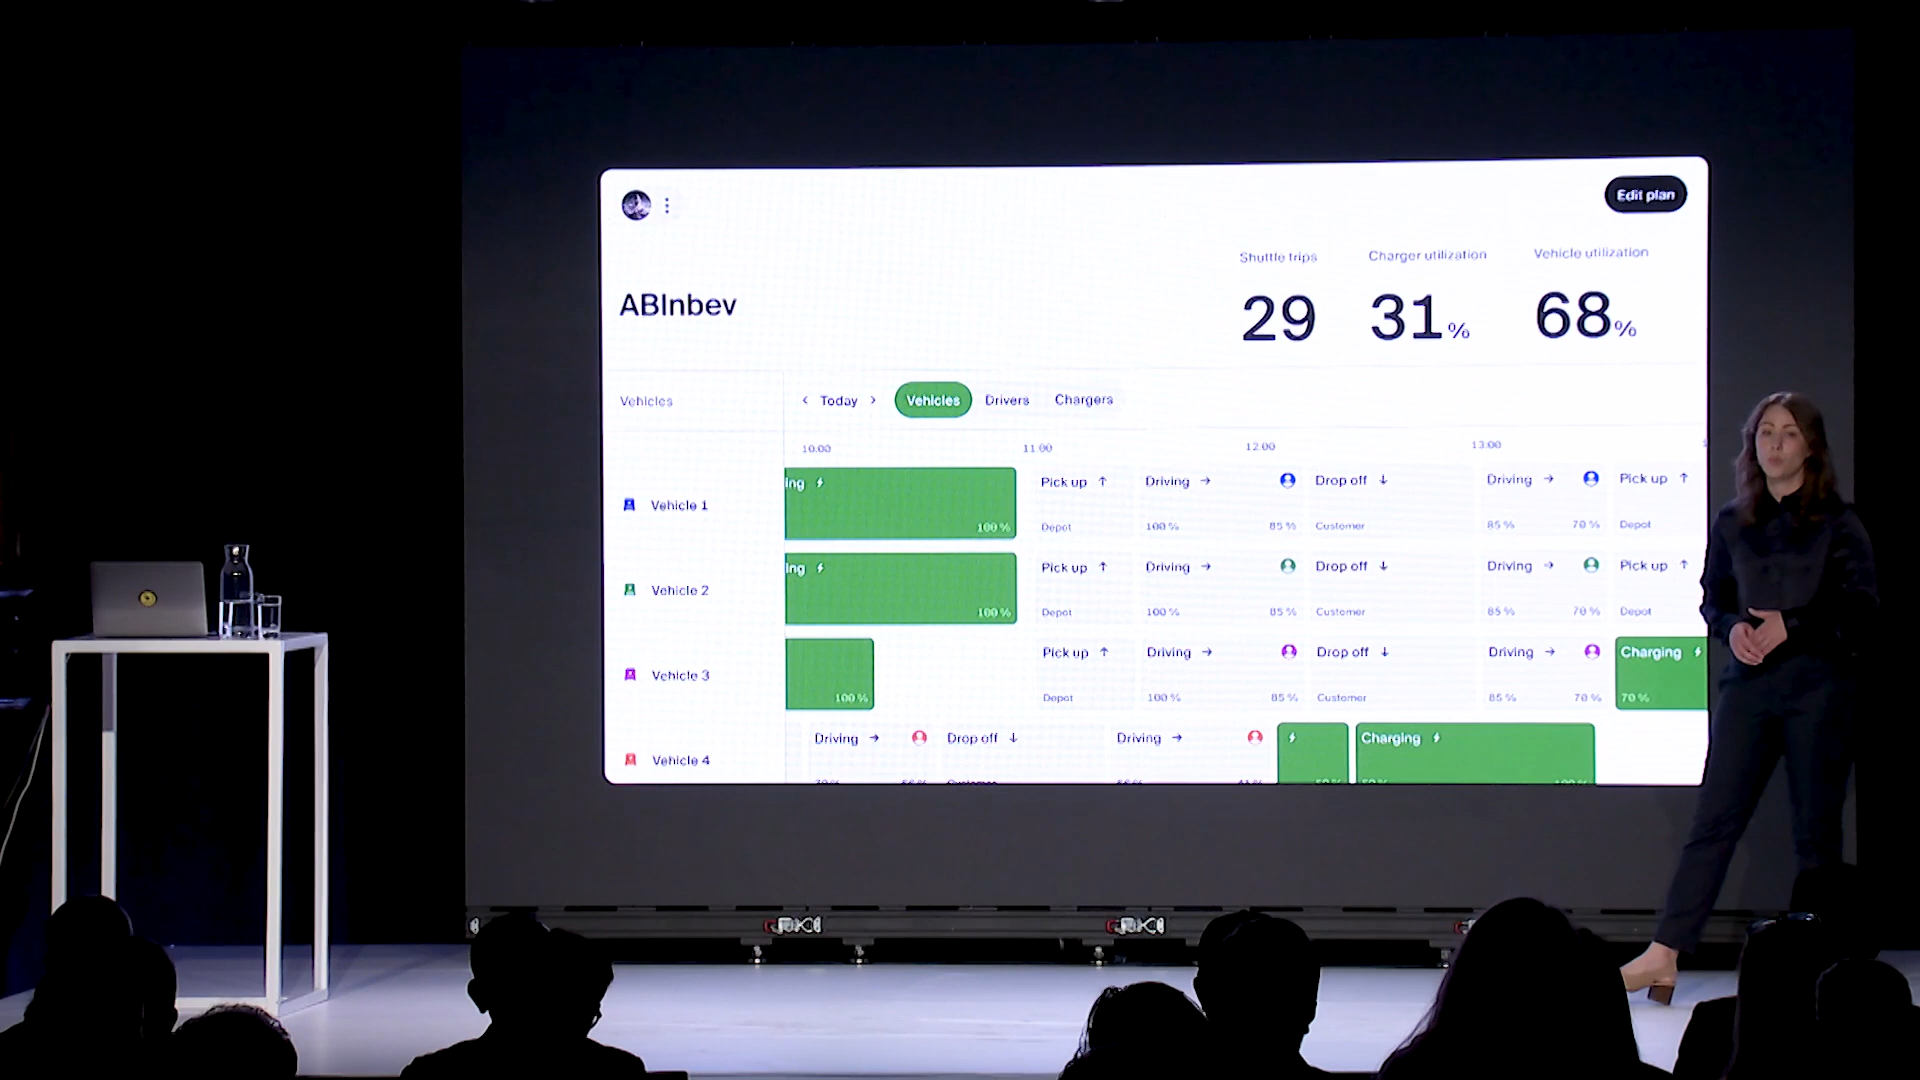 Edit plan
Shuttle trips Charger utilization Vehicle utilization
ABInbev
29 31% 68%
Vehicles
‹ Today › Vehicles Drivers Chargers
10:00 11:00 12:00 13:00
ing Pick up ↑ Driving → Drop off ↓ Driving → Pick up ↑
Vehicle 1
100 % Depot 100 % 85 % Customer 85 % 70 % Depot
ing Pick up ↑ Driving → Drop off ↓ Driving → Pick up ↑
Vehicle 2
100 % Depot 100 % 85 % Customer 85 % 70 % Depot
Pick up ↑ Driving → Drop off ↓ Driving → Charging
Vehicle 3
100 % Depot 100 % 85 % Customer 85 % 70 % 70 %
Driving → Drop off ↓ Driving → Charging
Vehicle 4